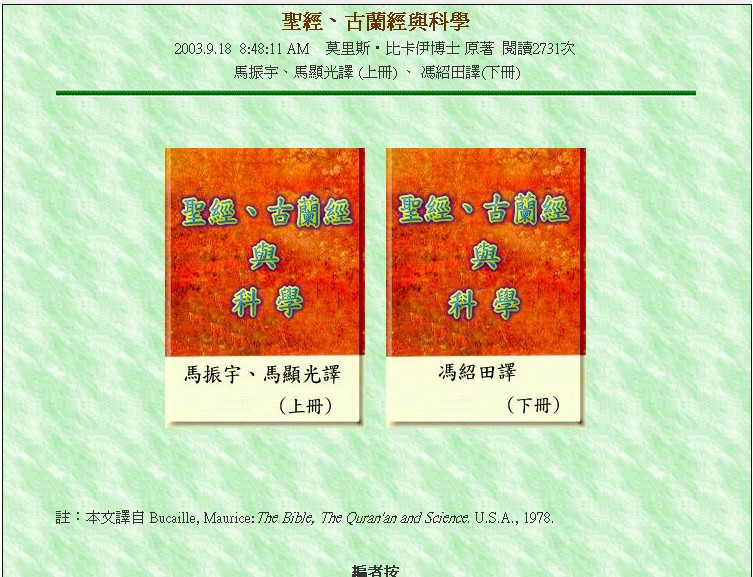 聖經、古蘭經與科學
2003.9.18 8:48:11 AM 莫里斯·比卡伊博士 原著 閱讀2731次
馬振宇、馬顯光譯 (上冊) 、 馮紹田譯(下冊)
聖經、古蘭經
與
科學
馬振宇、馬顯光譯
(上冊)
聖經、古蘭經
與
科學
馮紹田譯
(下冊)
註：本文譯自 Bucaille, Maurice:The Bible, The Quran'an and Science. U.S.A., 1978.
編者按